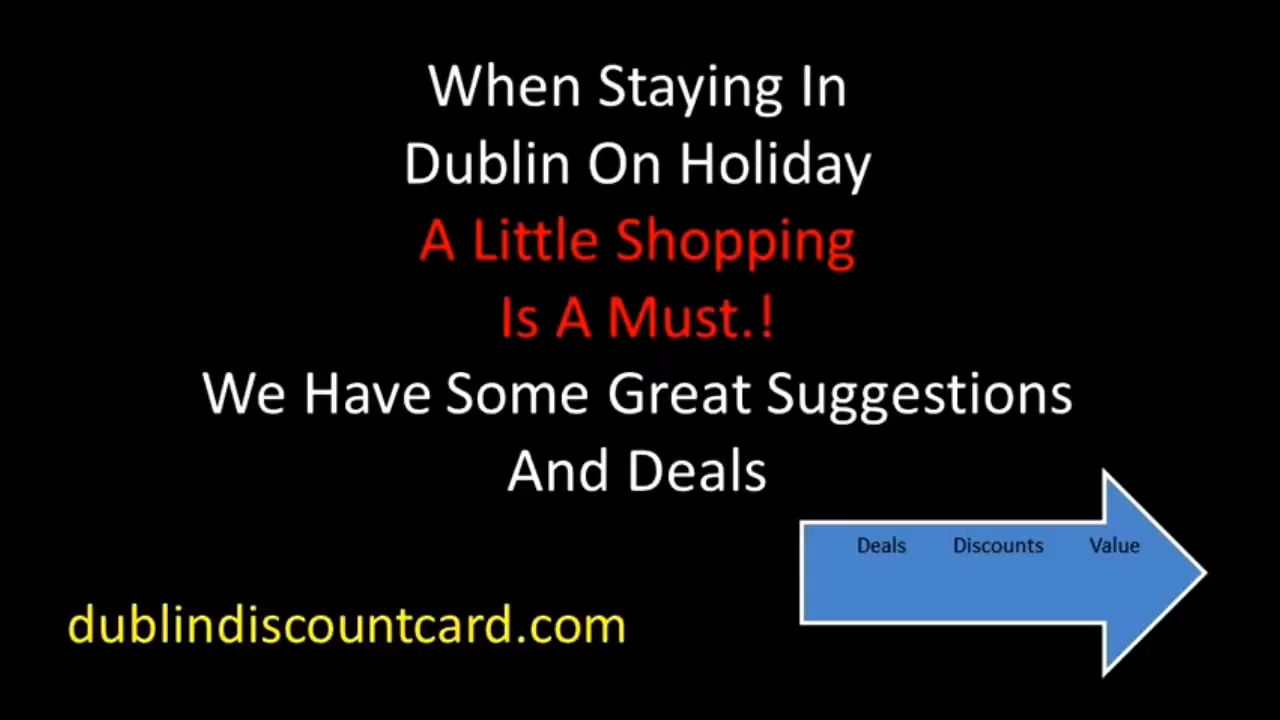 When Staying In
Dublin On Holiday
A Little Shopping
Is A Must.!
We Have Some Great Suggestions
And Deals
Deals Discounts Value
dublindiscountcard.com